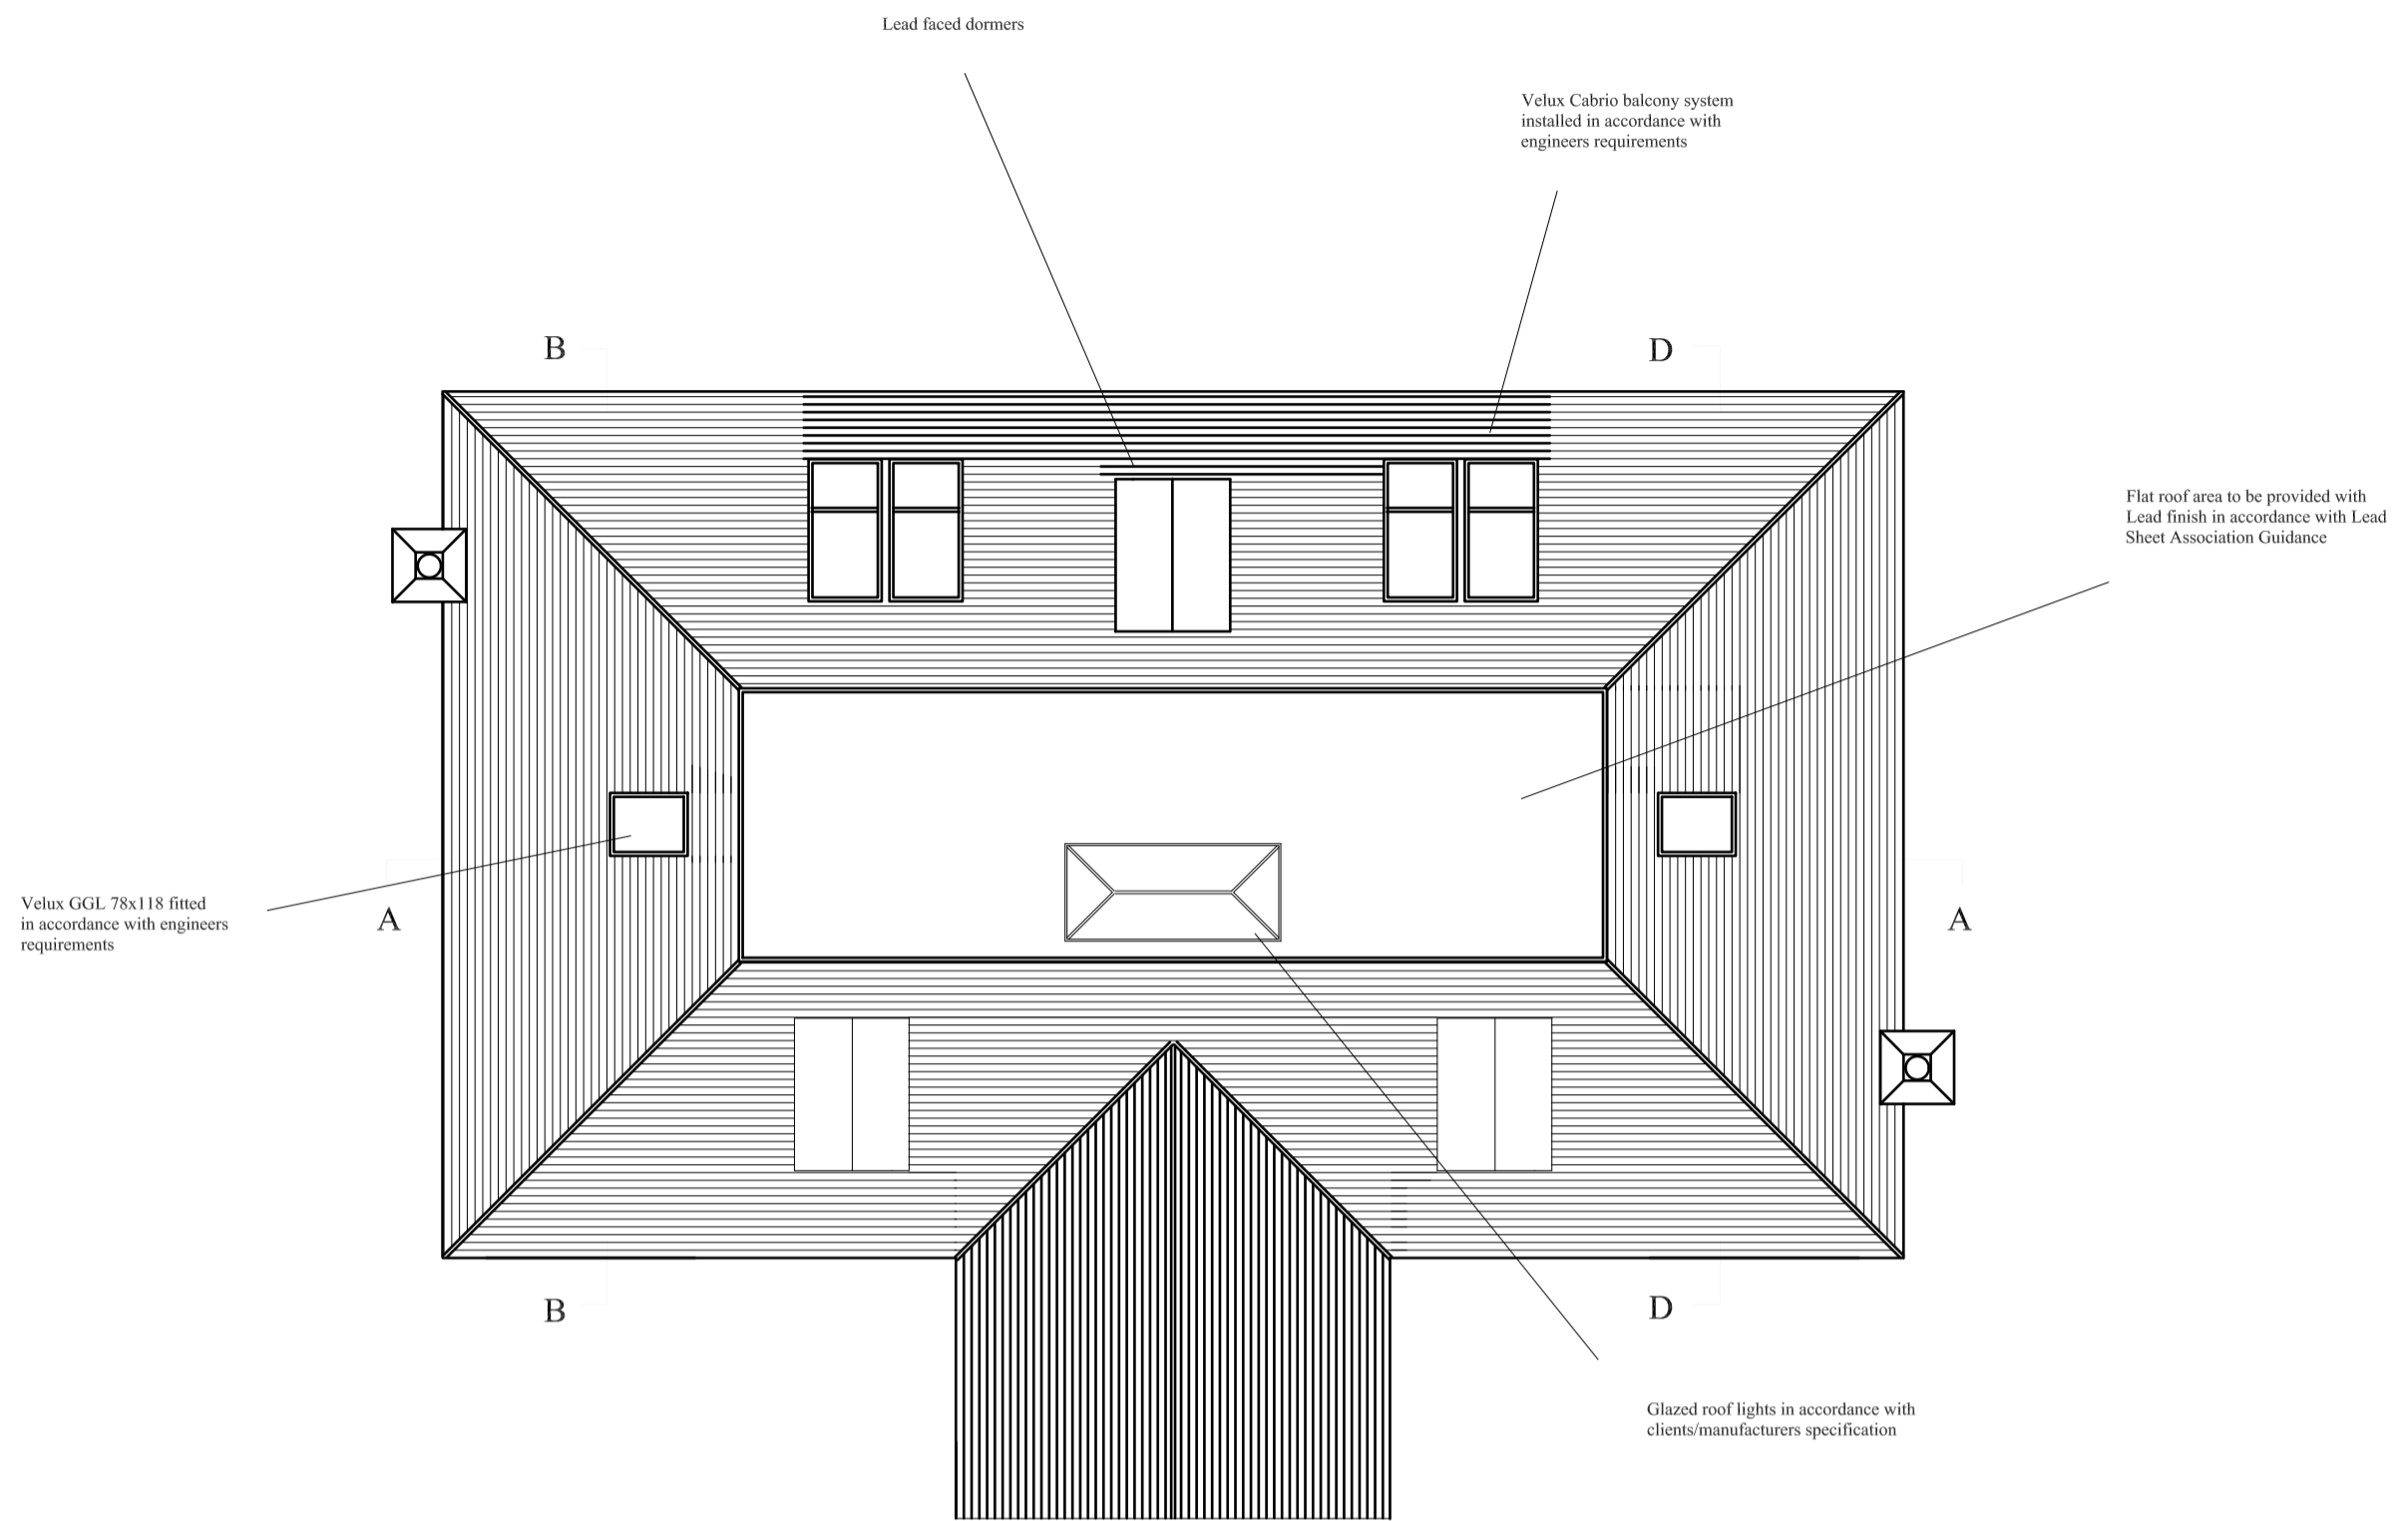 Lead faced dormers
Velux Cabrio balcony system
installed in accordance with
engineers requirements
B
D
Flat roof area to be provided with
Lead finish in accordance with Lead
Sheet Association Guidance
Velux GGL 78x118 fitted
in accordance with engineers
requirements
A
A
B
D
Glazed roof lights in accordance with
clients/manufacturers specification